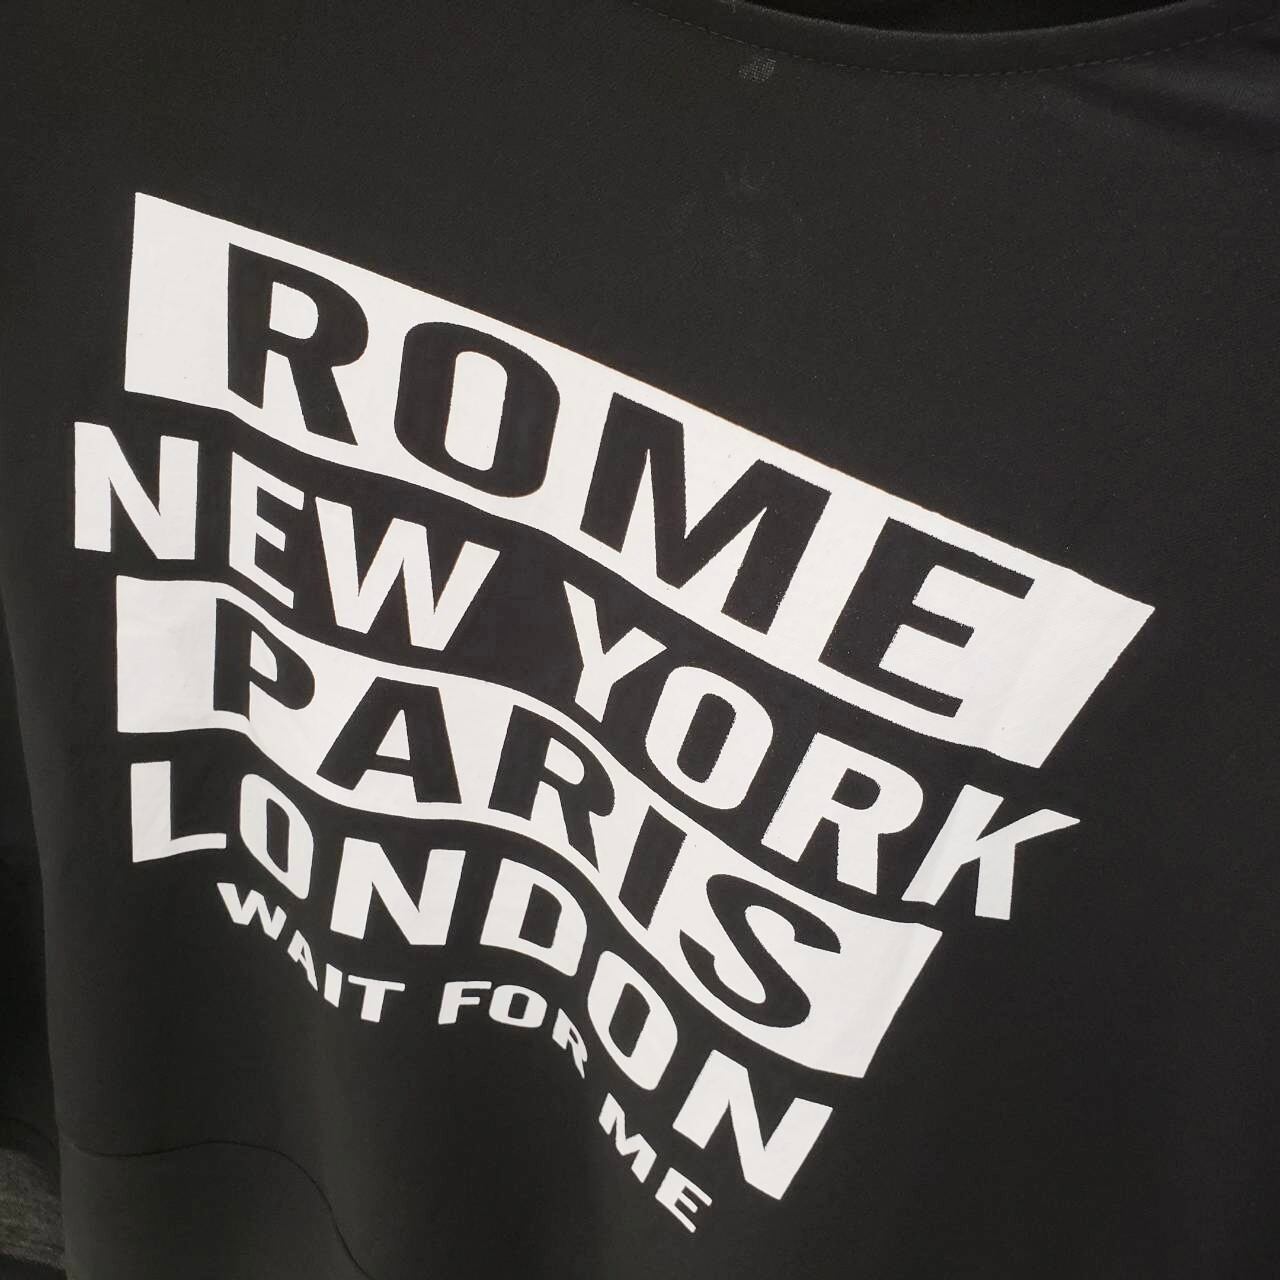 ROME
NEW YORK
PARIS
LONDON
WAIT FOR ME